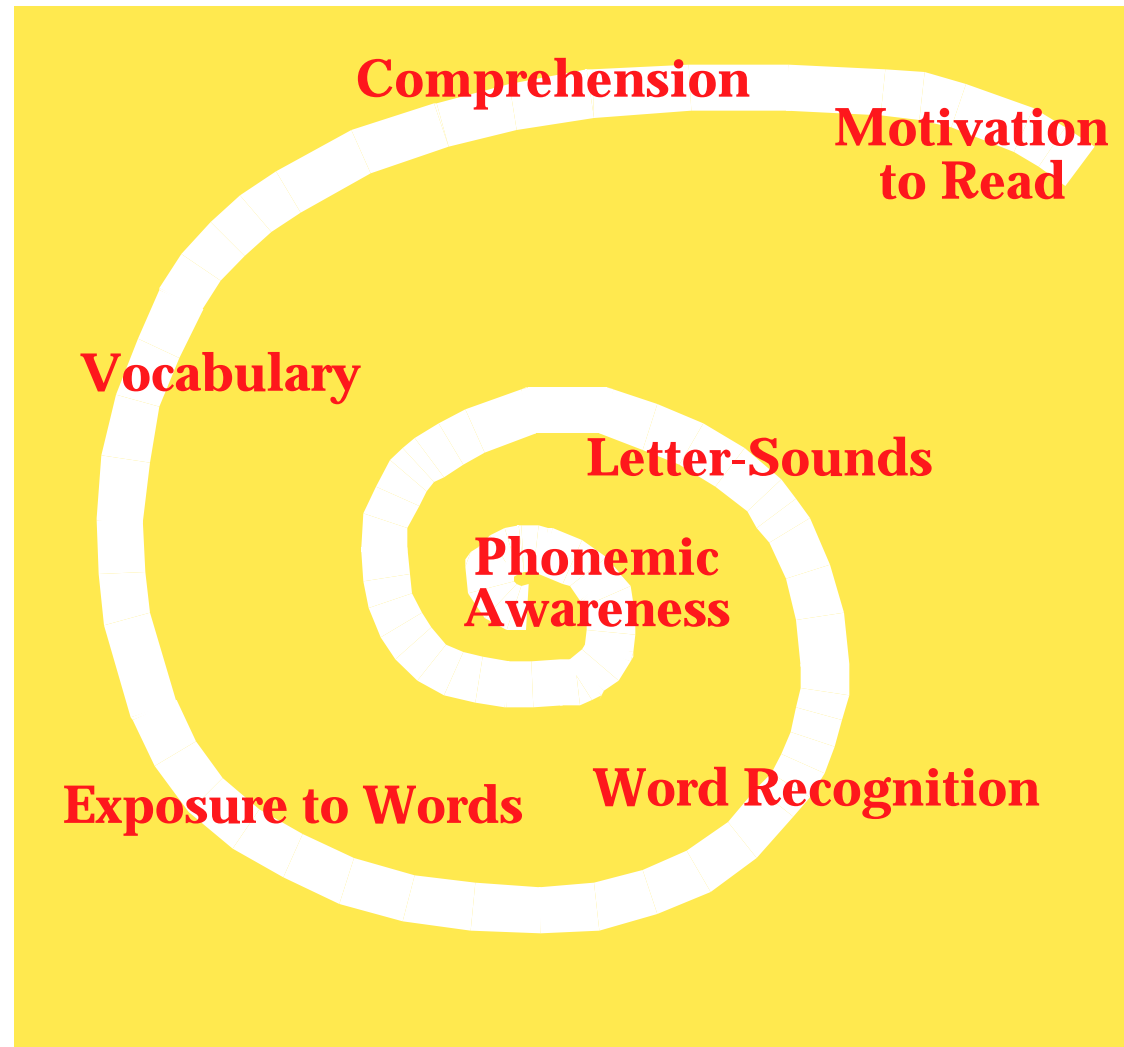 Comprehension
Motivation
to Read
Vocabulary
Letter-Sounds
Phonemic
Awareness
Word Recognition
Exposure to Words